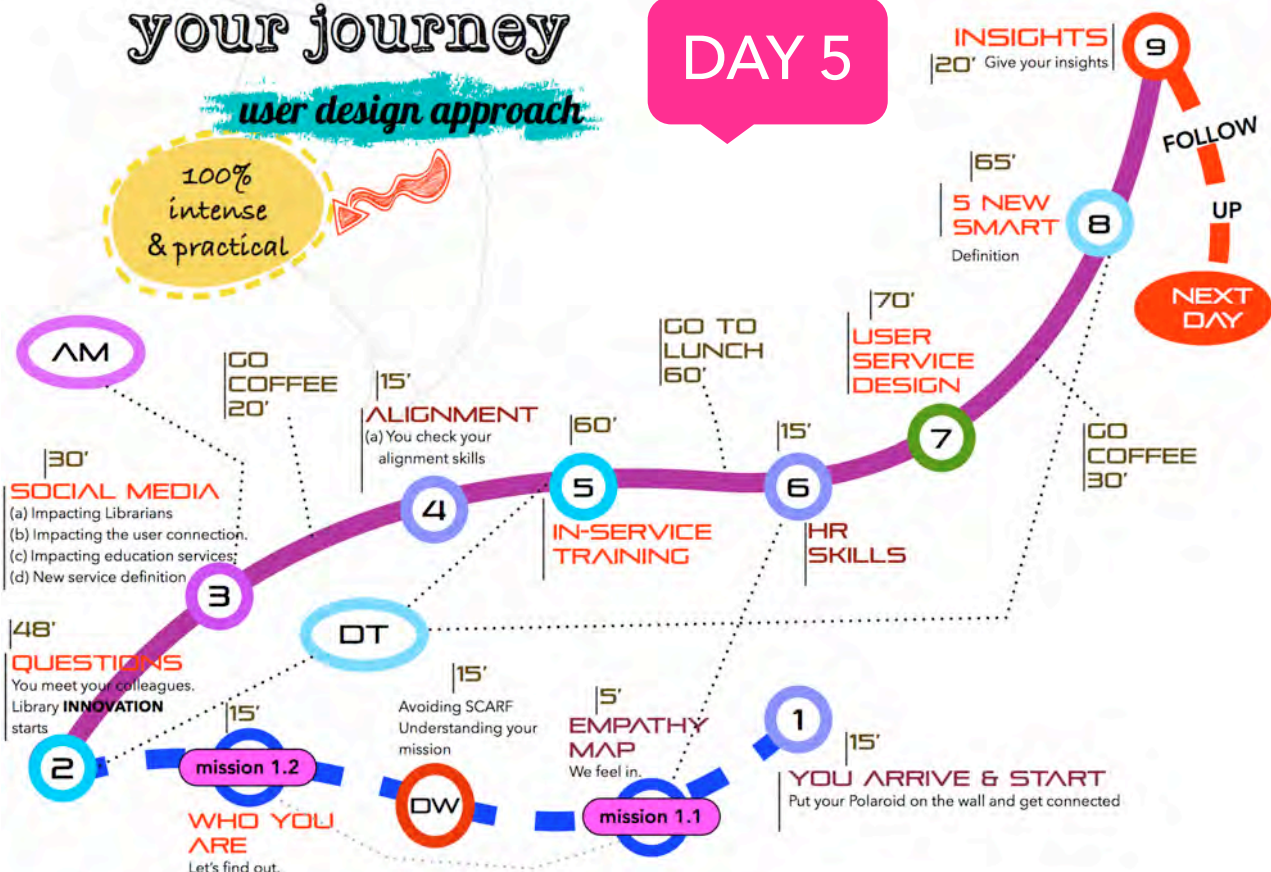 your journey
user design approach
100%
intense
& practical
DAY 5
INSIGHTS
20' Give your insights
9
FOLLOW
UP
NEXT
DAY
65'
5 NEW
SMART
Definition
8
70'
USER
SERVICE
DESIGN
7
GO
COFFEE
30'
GO TO
LUNCH
60'
15'
6
HR
SKILLS
60'
5
IN-SERVICE
TRAINING
15'
ALIGNMENT
(a) You check your
alignment skills
4
GO
COFFEE
20'
AM
30'
SOCIAL MEDIA
(a) Impacting Librarians
(b) Impacting the user connection.
(c) Impacting education services.
(d) New service definition
3
DT
48'
QUESTIONS
You meet your colleagues.
Library INNOVATION
starts
2
15'
mission 1.2
WHO YOU
ARE
Let's find out.
15'
Avoiding SCARF
Understanding your
mission
DW
5'
EMPATHY
MAP
We feel in.
mission 1.1
1
15'
YOU ARRIVE & START
Put your Polaroid on the wall and get connected